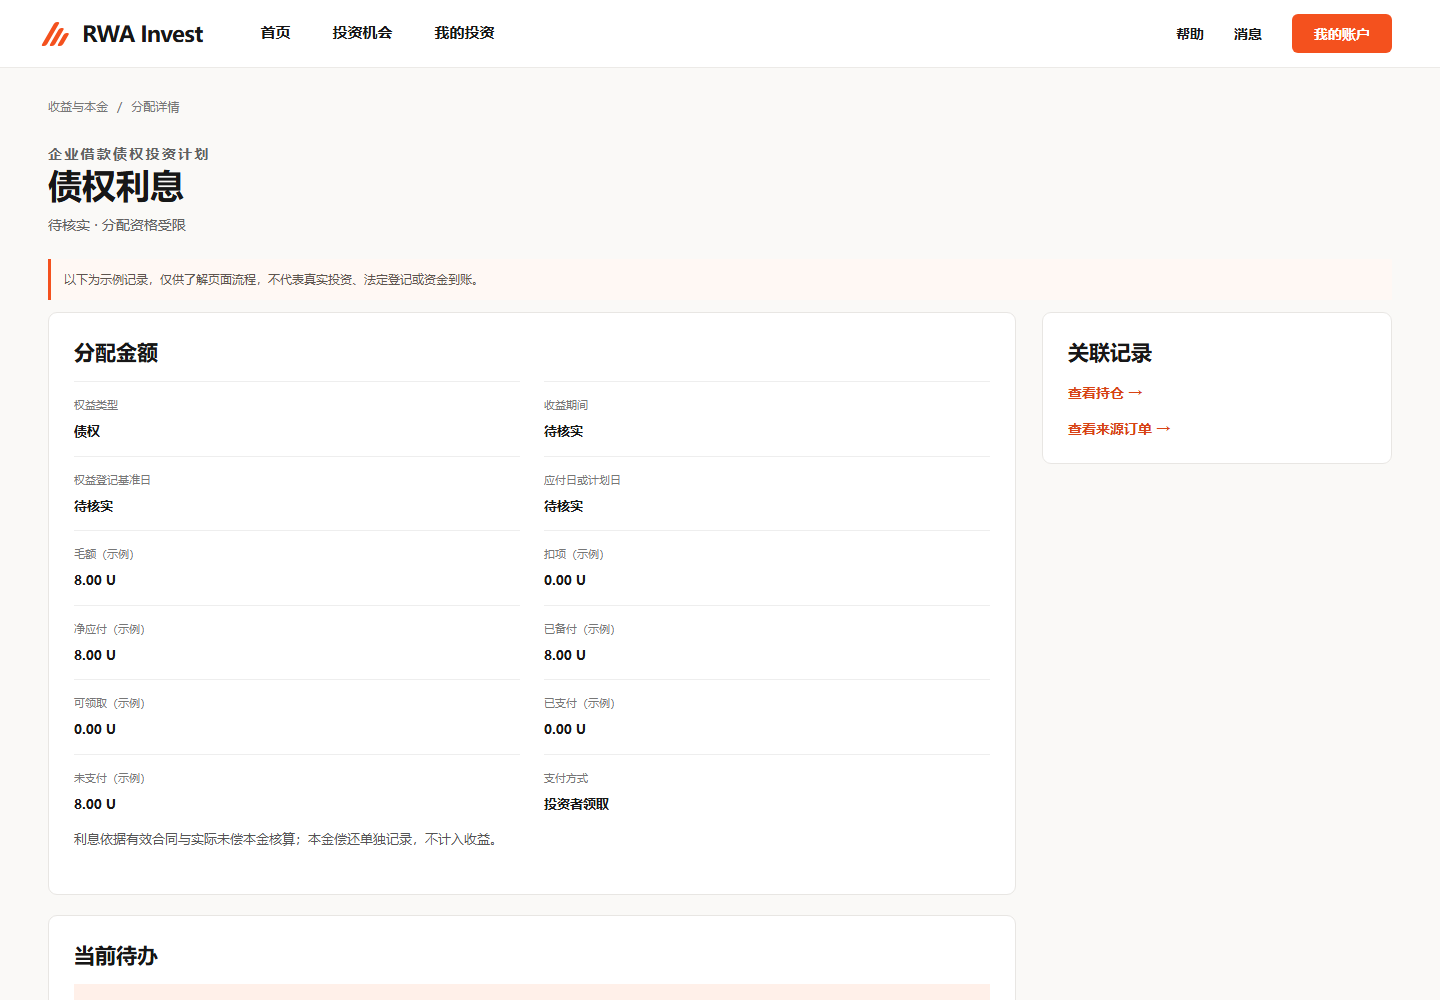 RWA Invest
首页
投资机会
我的投资
帮助
消息
我的账户
收益与本金 / 分配详情
企业借款债权投资计划
债权利息
待核实 · 分配资格受限
以下为示例记录，仅供了解页面流程，不代表真实投资、法定登记或资金到账。
分配金额
权益类型
债权
收益期间
待核实
权益登记基准日
待核实
应付日或计划日
待核实
毛额（示例）
8.00 U
扣项（示例）
0.00 U
净应付（示例）
8.00 U
已备付（示例）
8.00 U
可领取（示例）
0.00 U
已支付（示例）
0.00 U
未支付（示例）
8.00 U
支付方式
投资者领取
利息依据有效合同与实际未偿本金核算；本金偿还单独记录，不计入收益。
关联记录
查看持仓 →
查看来源订单 →
当前待办